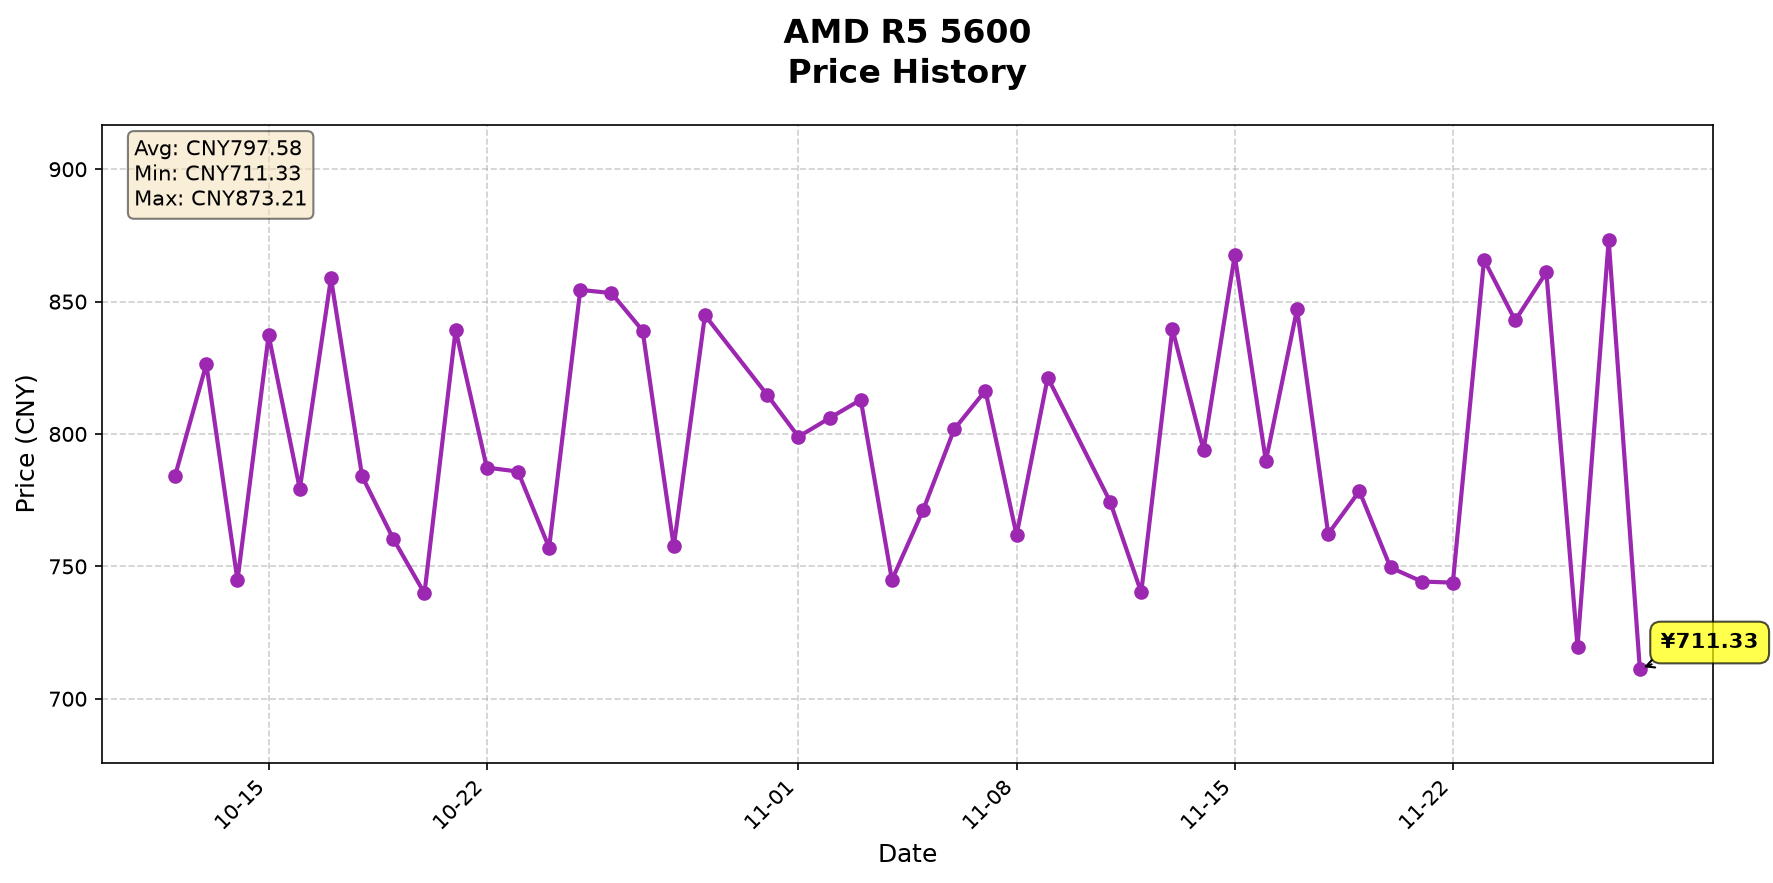 AMD R5 5600
Price History
Avg: CNY797.58
Min: CNY711.33
Max: CNY873.21
900
850
800
750
700
Price (CNY)
¥711.33
10-15
10-22
11-01
11-08
11-15
11-22
Date